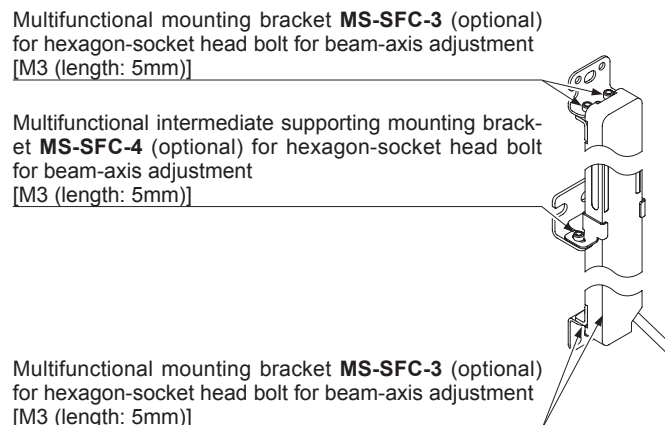 Multifunctional mounting bracket MS-SFC-3 (optional)
for hexagon-socket head bolt for beam-axis adjustment
[M3 (length: 5mm)]
Multifunctional intermediate supporting mounting brack-
et MS-SFC-4 (optional) for hexagon-socket head bolt
for beam-axis adjustment
[M3 (length: 5mm)]
Multifunctional mounting bracket MS-SFC-3 (optional)
for hexagon-socket head bolt for beam-axis adjustment
[M3 (length: 5mm)]